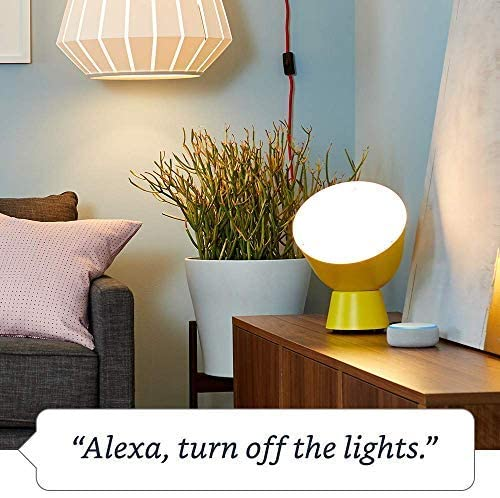 “Alexa, turn off the lights.”